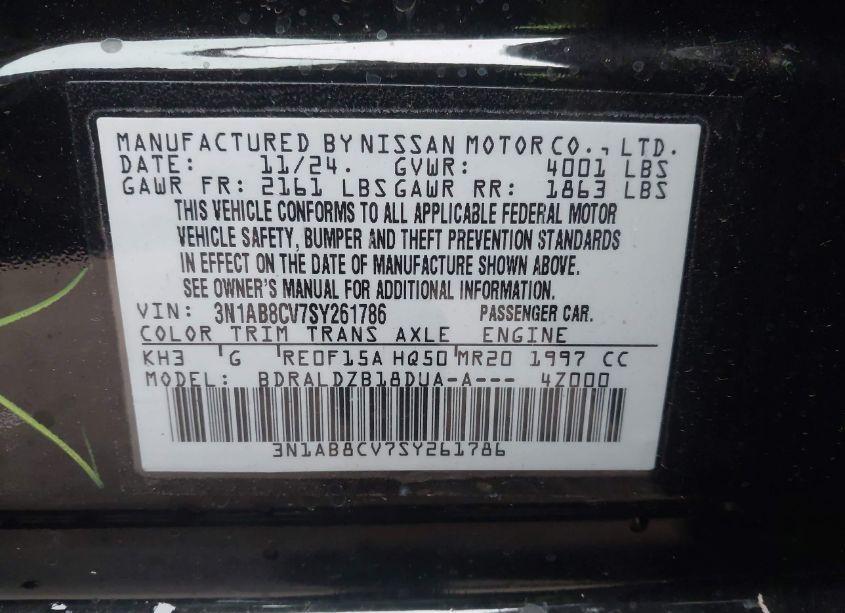 MANUFACTURED BY NISSAN MOTOR CO., LTD.
DATE: 11/24. GVWR: 4001 LBS
GAWR FR: 2161 LBS GAWR RR: 1863 LBS
THIS VEHICLE CONFORMS TO ALL APPLICABLE FEDERAL MOTOR
VEHICLE SAFETY, BUMPER AND THEFT PREVENTION STANDARDS
IN EFFECT ON THE DATE OF MANUFACTURE SHOWN ABOVE.
SEE OWNER'S MANUAL FOR ADDITIONAL INFORMATION.
VIN: 3N1AB8CV7SY261786 PASSENGER CAR.
COLOR TRIM TRANS AXLE ENGINE
KH3 G RE0F15A HQ50 MR20 1997 CC
MODEL: BDRALDZB18DUA-A--- 4Z000
3N1AB8CV7SY261786